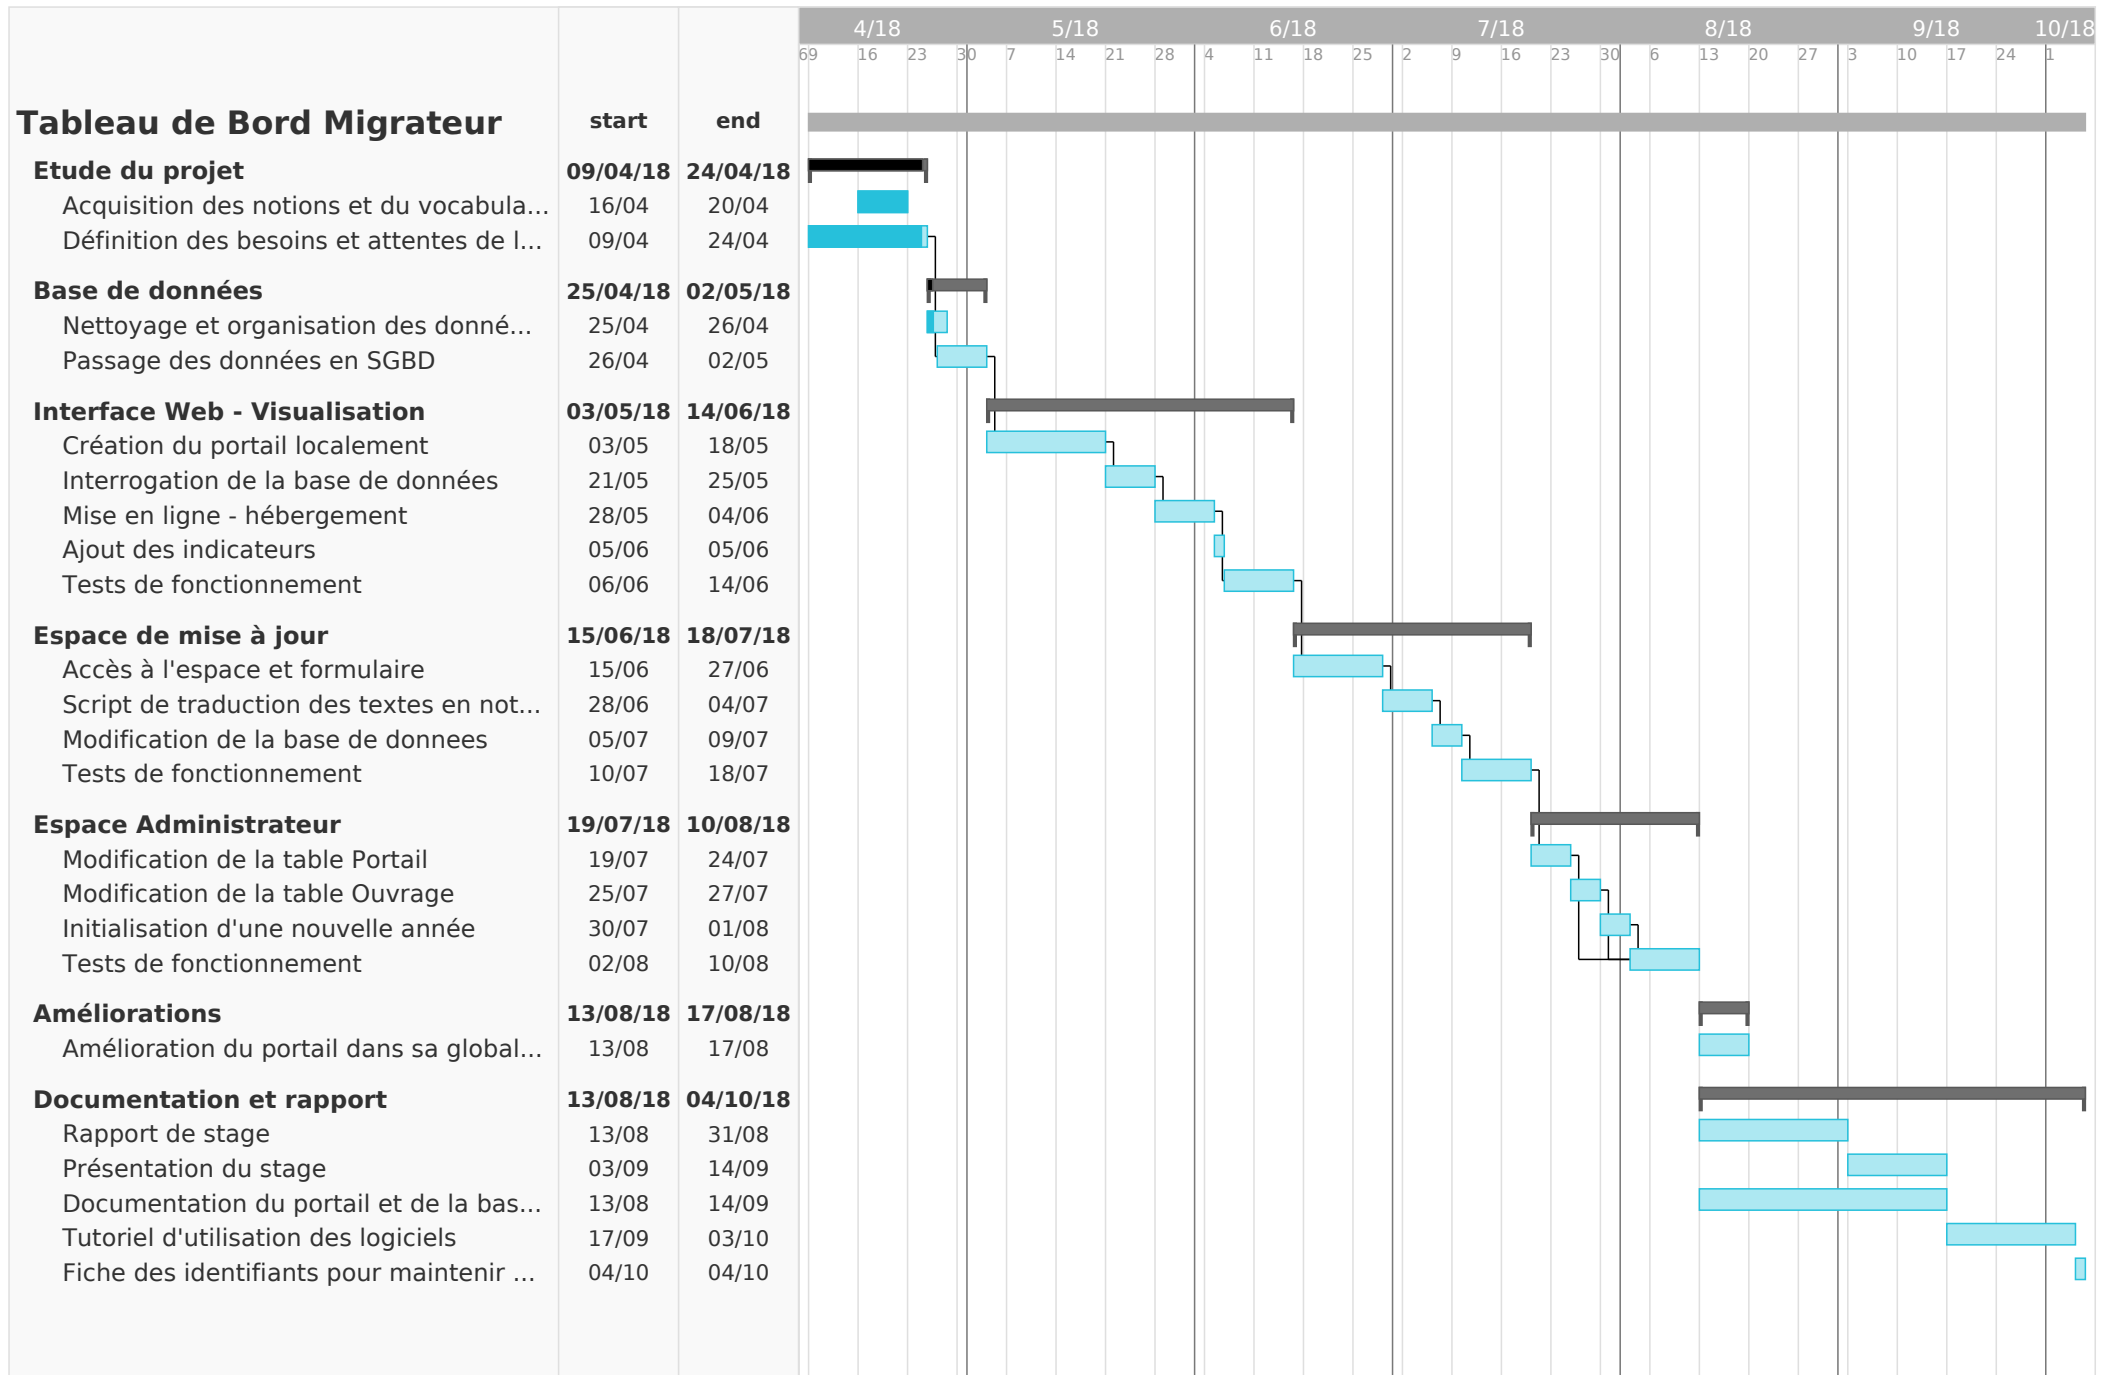 4/18 5/18 6/18 7/18 8/18 9/18 10/18
69 16 23 30 7 14 21 28 4 11 18 25 2 9 16 23 30 6 13 20 27 3 10 17 24 1
Tableau de Bord Migrateur start end
Etude du projet 09/04/18 24/04/18
Acquisition des notions et du vocabula... 16/04 20/04
Définition des besoins et attentes de l... 09/04 24/04
Base de données 25/04/18 02/05/18
Nettoyage et organisation des donné... 25/04 26/04
Passage des données en SGBD 26/04 02/05
Interface Web - Visualisation 03/05/18 14/06/18
Création du portail localement 03/05 18/05
Interrogation de la base de données 21/05 25/05
Mise en ligne - hébergement 28/05 04/06
Ajout des indicateurs 05/06 05/06
Tests de fonctionnement 06/06 14/06
Espace de mise à jour 15/06/18 18/07/18
Accès à l'espace et formulaire 15/06 27/06
Script de traduction des textes en not... 28/06 04/07
Modification de la base de donnees 05/07 09/07
Tests de fonctionnement 10/07 18/07
Espace Administrateur 19/07/18 10/08/18
Modification de la table Portail 19/07 24/07
Modification de la table Ouvrage 25/07 27/07
Initialisation d'une nouvelle année 30/07 01/08
Tests de fonctionnement 02/08 10/08
Améliorations 13/08/18 17/08/18
Amélioration du portail dans sa global... 13/08 17/08
Documentation et rapport 13/08/18 04/10/18
Rapport de stage 13/08 31/08
Présentation du stage 03/09 14/09
Documentation du portail et de la bas... 13/08 14/09
Tutoriel d'utilisation des logiciels 17/09 03/10
Fiche des identifiants pour maintenir ... 04/10 04/10